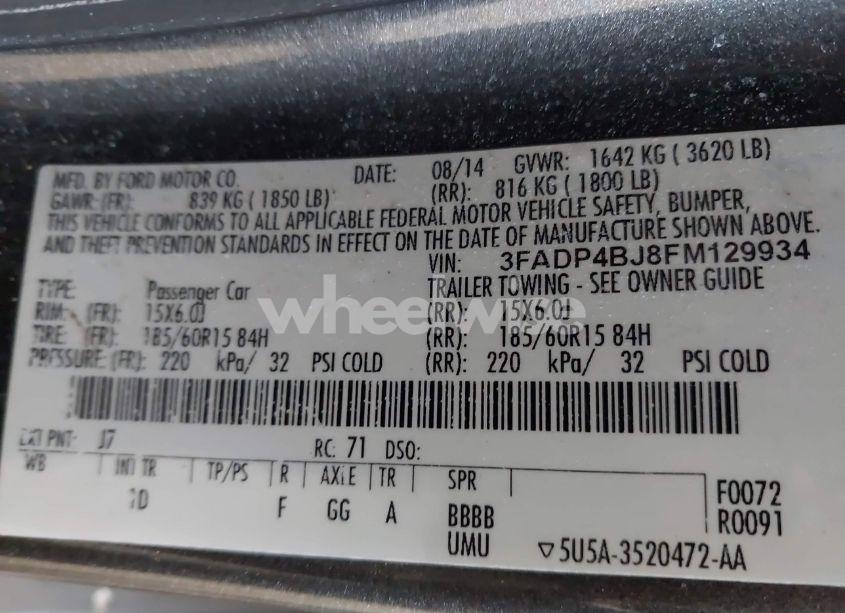 MFD. BY FORD MOTOR CO. DATE: 08/14 GVWR: 1642 KG ( 3620 LB)
GAWR: (FR): 839 KG ( 1850 LB) (RR): 816 KG ( 1800 LB)
THIS VEHICLE CONFORMS TO ALL APPLICABLE FEDERAL MOTOR VEHICLE SAFETY, BUMPER,
AND THEFT PREVENTION STANDARDS IN EFFECT ON THE DATE OF MANUFACTURE SHOWN ABOVE.
VIN: 3FADP4BJ8FM129934
TYPE: Passenger Car TRAILER TOWING - SEE OWNER GUIDE
RIM: (FR): 15X6.0J (RR): 15X6.0J
TIRE: (FR): 185/60R15 84H (RR): 185/60R15 84H
PRESSURE: (FR): 220 kPa/ 32 PSI COLD (RR): 220 kPa/ 32 PSI COLD
EXT PNT: J7 RC: 71 DSO:
WB INT TR TP/PS R AXLE TR SPR
F GG A BBBB F0072
UMU R0091
▽5U5A-3520472-AA
wheelwise